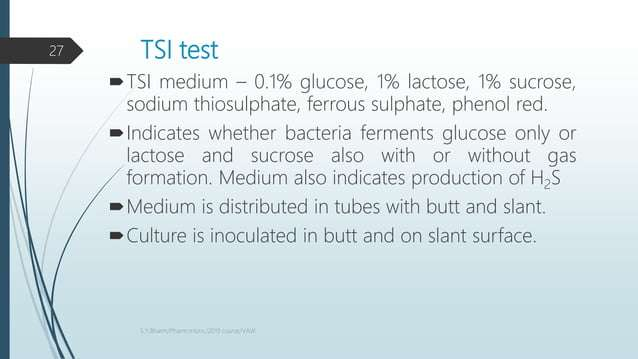 27
TSI test
TSI medium – 0.1% glucose, 1% lactose, 1% sucrose,
sodium thiosulphate, ferrous sulphate, phenol red.
Indicates whether bacteria ferments glucose only or
lactose and sucrose also with or without gas
formation. Medium also indicates production of H₂S
Medium is distributed in tubes with butt and slant.
Culture is inoculated in butt and on slant surface.